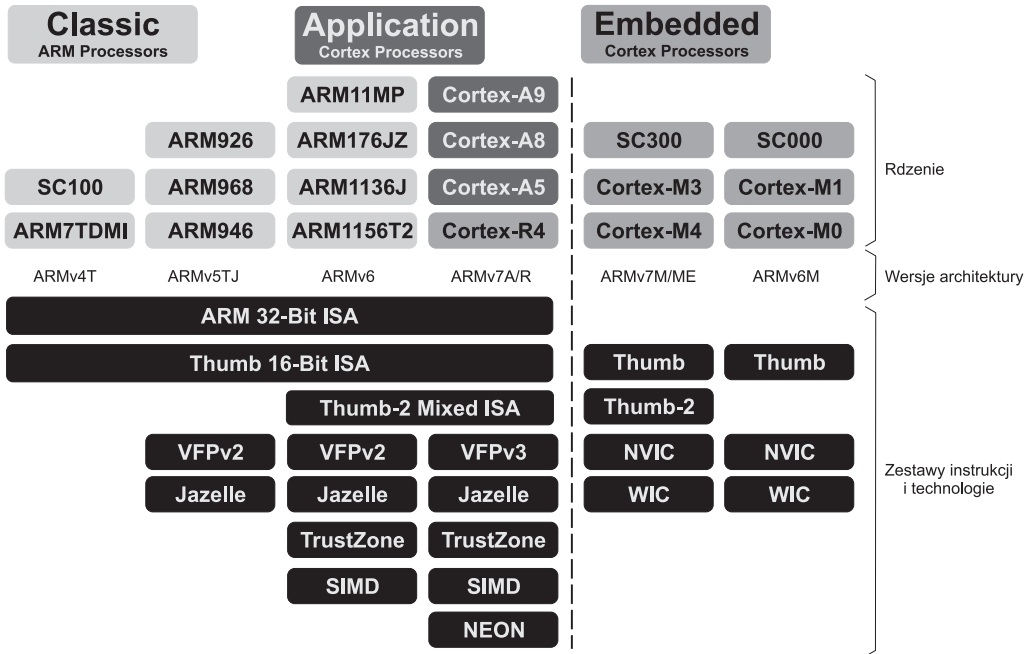 Classic
ARM Processors
Application
Cortex Processors
Embedded
Cortex Processors
ARM11MP
Cortex-A9
ARM926
ARM176JZ
Cortex-A8
SC300
SC000
Rdzenie
SC100
ARM968
ARM1136J
Cortex-A5
Cortex-M3
Cortex-M1
ARM7TDMI
ARM946
ARM1156T2
Cortex-R4
Cortex-M4
Cortex-M0
ARMv4T
ARMv5TJ
ARMv6
ARMv7A/R
ARMv7M/ME
ARMv6M
Wersje architektury
ARM 32-Bit ISA
Thumb 16-Bit ISA
Thumb
Thumb
Thumb-2 Mixed ISA
Thumb-2
VFPv2
VFPv2
VFPv3
NVIC
NVIC
Zestawy instrukcji
i technologie
Jazelle
Jazelle
Jazelle
WIC
WIC
TrustZone
TrustZone
SIMD
SIMD
NEON